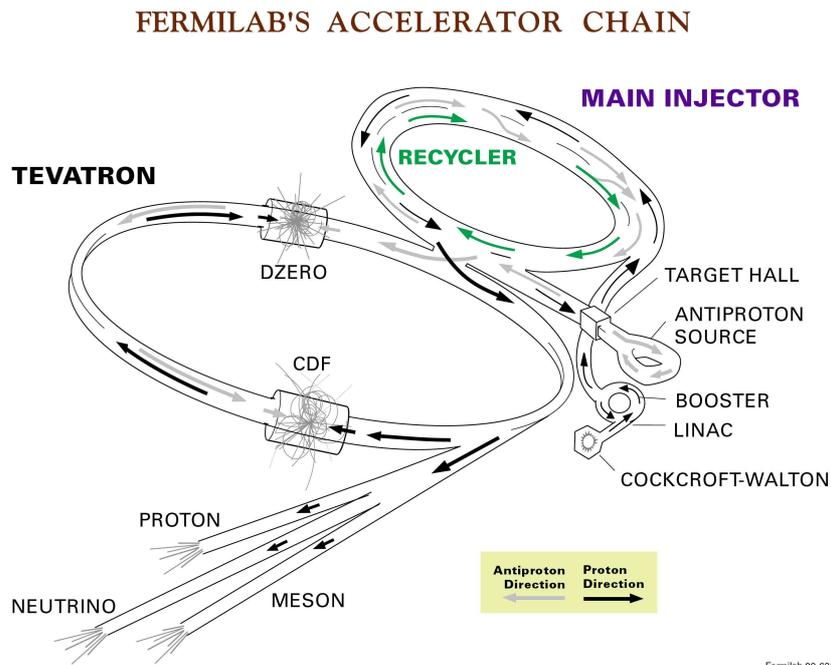 FERMILAB'S ACCELERATOR CHAIN
MAIN INJECTOR
RECYCLER
TEVATRON
DZERO
TARGET HALL
ANTIPROTON
SOURCE
CDF
BOOSTER
LINAC
COCKCROFT-WALTON
PROTON
NEUTRINO
MESON
Antiproton Proton
Direction Direction